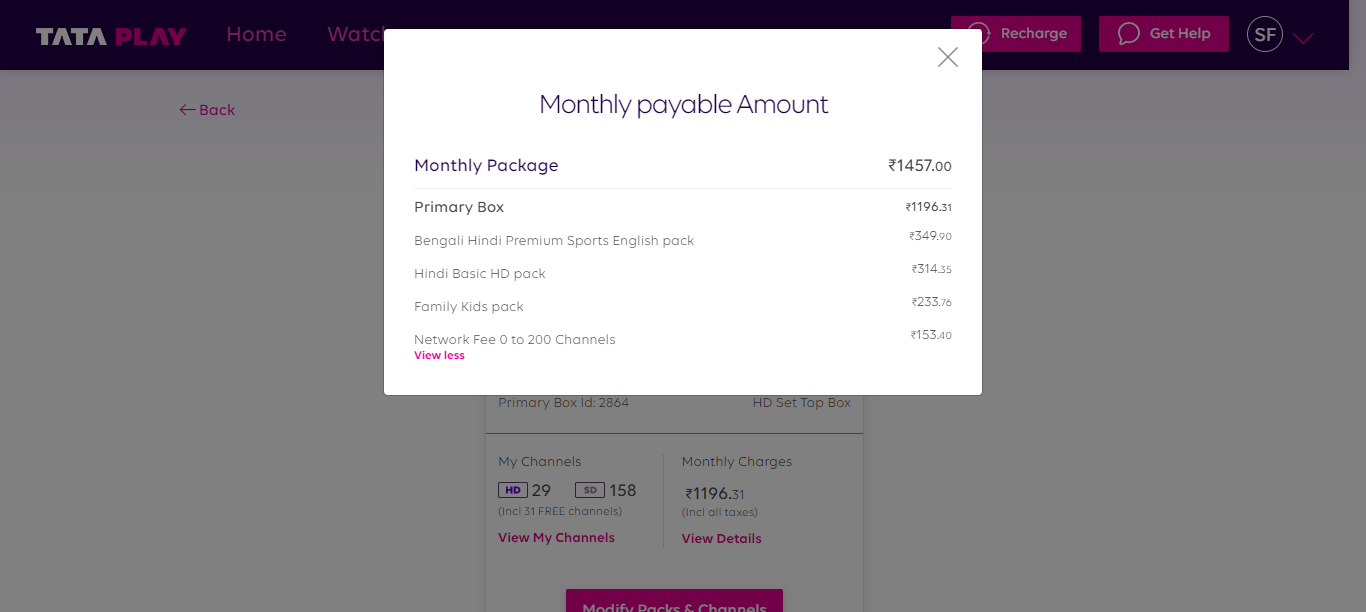 TATA PLAY Home Recharge Get Help SF
Back
Monthly payable Amount
Monthly Package ₹1457.00
Primary Box ₹1196.31
Bengali Hindi Premium Sports English pack ₹349.90
Hindi Basic HD pack ₹314.35
Family Kids pack ₹233.76
Network Fee 0 to 200 Channels ₹153.40
View less
Primary Box Id: 2864 HD Set Top Box
My Channels Monthly Charges
HD 29 SD 158 ₹1196.31
(Incl 31 FREE channels) (Incl all taxes)
View My Channels View Details
Modify Packs & Channels